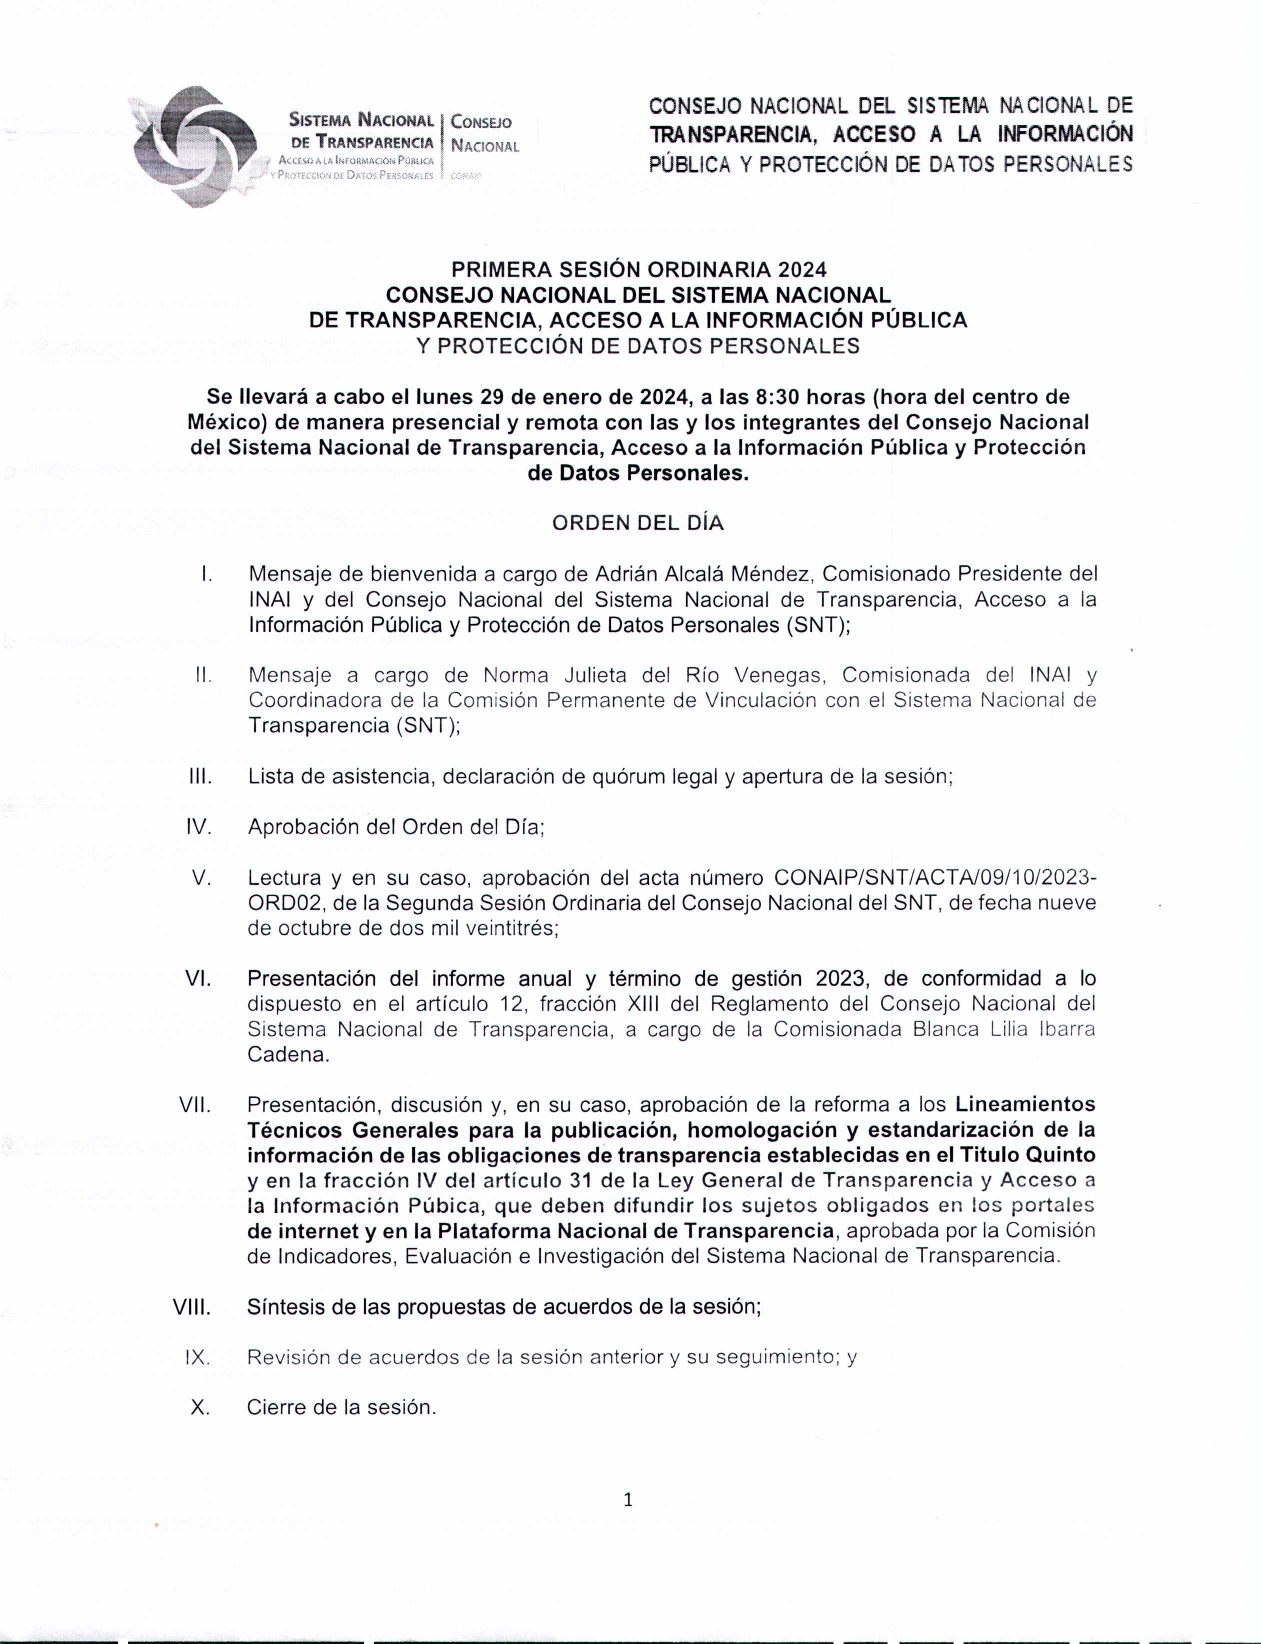 SISTEMA NACIONAL
DE TRANSPARENCIA
ACCESO A LA INFORMACIÓN PÚBLICA
Y PROTECCIÓN DE DATOS PERSONALES
CONSEJO
NACIONAL
CONAIP
CONSEJO NACIONAL DEL SISTEMA NACIONAL DE
TRANSPARENCIA, ACCESO A LA INFORMACIÓN
PÚBLICA Y PROTECCIÓN DE DATOS PERSONALES
PRIMERA SESIÓN ORDINARIA 2024
CONSEJO NACIONAL DEL SISTEMA NACIONAL
DE TRANSPARENCIA, ACCESO A LA INFORMACIÓN PÚBLICA
Y PROTECCIÓN DE DATOS PERSONALES
Se llevará a cabo el lunes 29 de enero de 2024, a las 8:30 horas (hora del centro de
México) de manera presencial y remota con las y los integrantes del Consejo Nacional
del Sistema Nacional de Transparencia, Acceso a la Información Pública y Protección
de Datos Personales.
ORDEN DEL DÍA
I. Mensaje de bienvenida a cargo de Adrián Alcalá Méndez, Comisionado Presidente del
INAI y del Consejo Nacional del Sistema Nacional de Transparencia, Acceso a la
Información Pública y Protección de Datos Personales (SNT);
II. Mensaje a cargo de Norma Julieta del Río Venegas, Comisionada del INAI y
Coordinadora de la Comisión Permanente de Vinculación con el Sistema Nacional de
Transparencia (SNT);
III. Lista de asistencia, declaración de quórum legal y apertura de la sesión;
IV. Aprobación del Orden del Día;
V. Lectura y en su caso, aprobación del acta número CONAIP/SNT/ACTA/09/10/2023-
ORD02, de la Segunda Sesión Ordinaria del Consejo Nacional del SNT, de fecha nueve
de octubre de dos mil veintitrés;
VI. Presentación del informe anual y término de gestión 2023, de conformidad a lo
dispuesto en el artículo 12, fracción XIII del Reglamento del Consejo Nacional del
Sistema Nacional de Transparencia, a cargo de la Comisionada Blanca Lilia Ibarra
Cadena.
VII. Presentación, discusión y, en su caso, aprobación de la reforma a los Lineamientos
Técnicos Generales para la publicación, homologación y estandarización de la
información de las obligaciones de transparencia establecidas en el Titulo Quinto
y en la fracción IV del artículo 31 de la Ley General de Transparencia y Acceso a
la Información Púbica, que deben difundir los sujetos obligados en los portales
de internet y en la Plataforma Nacional de Transparencia, aprobada por la Comisión
de Indicadores, Evaluación e Investigación del Sistema Nacional de Transparencia.
VIII. Síntesis de las propuestas de acuerdos de la sesión;
IX. Revisión de acuerdos de la sesión anterior y su seguimiento; y
X. Cierre de la sesión.
1